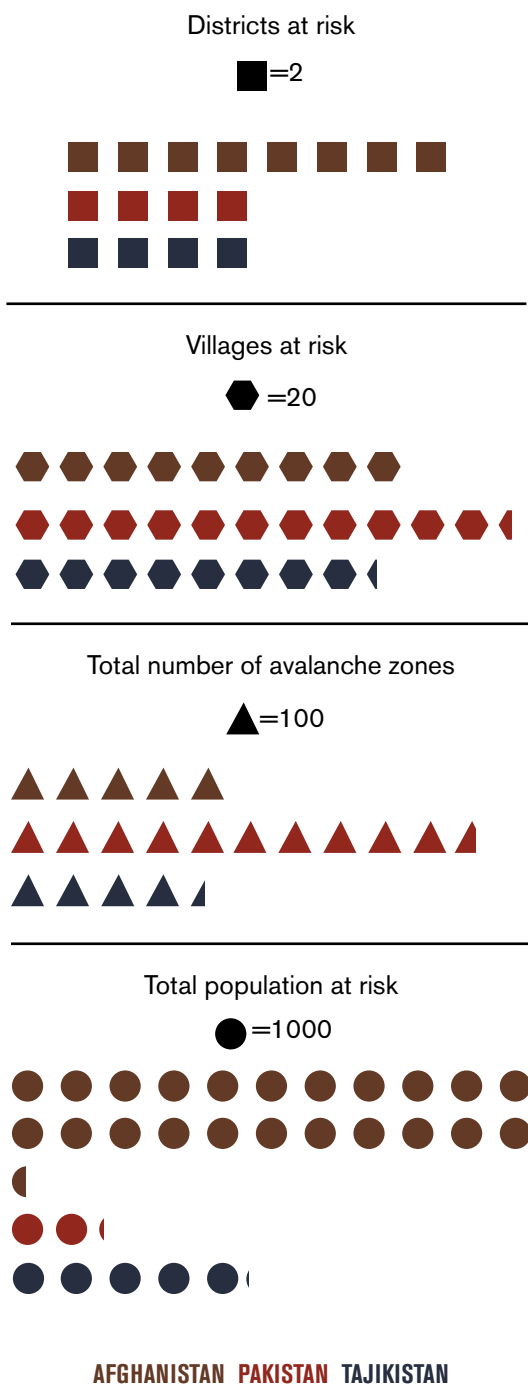 Districts at risk
=2
Villages at risk
=20
Total number of avalanche zones
=100
Total population at risk
=1000
AFGHANISTAN PAKISTAN TAJIKISTAN